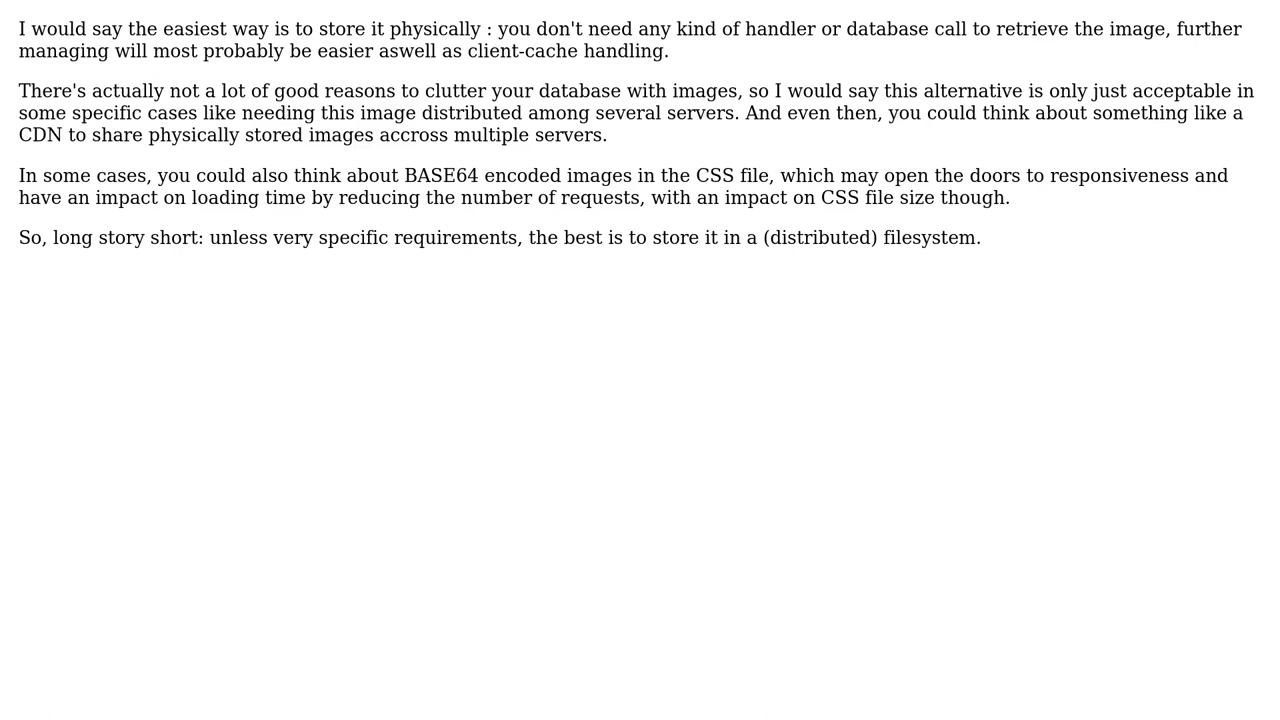 I would say the easiest way is to store it physically : you don't need any kind of handler or database call to retrieve the image, further
managing will most probably be easier aswell as client-cache handling.
There's actually not a lot of good reasons to clutter your database with images, so I would say this alternative is only just acceptable in
some specific cases like needing this image distributed among several servers. And even then, you could think about something like a
CDN to share physically stored images accross multiple servers.
In some cases, you could also think about BASE64 encoded images in the CSS file, which may open the doors to responsiveness and
have an impact on loading time by reducing the number of requests, with an impact on CSS file size though.
So, long story short: unless very specific requirements, the best is to store it in a (distributed) filesystem.